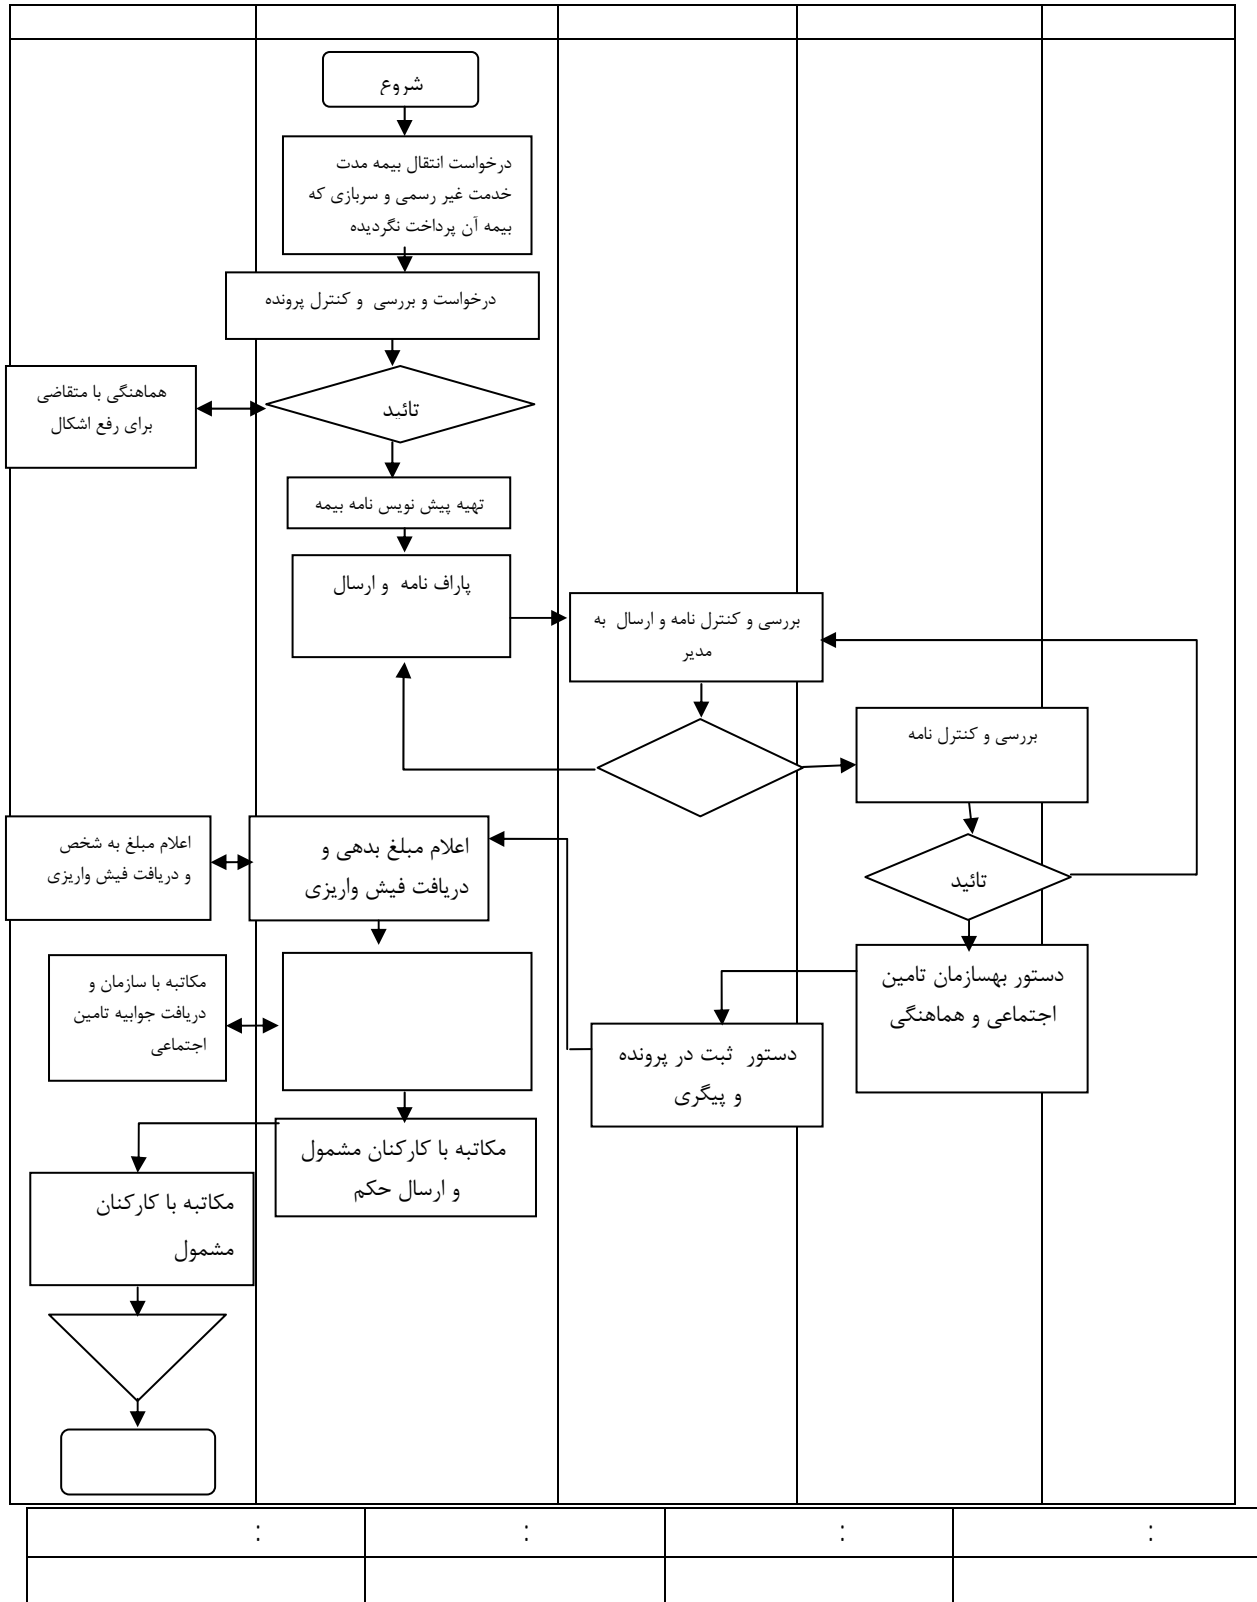 شروع
درخواست انتقال بیمه مدت
خدمت غیر رسمی و سربازی که
بیمه آن پرداخت نگردیده
درخواست و بررسی و کنترل پرونده
تائید
هماهنگی با متقاضی
برای رفع اشکال
تهیه پیش نویس نامه بیمه
پاراف نامه و ارسال
بررسی و کنترل نامه و ارسال به
مدیر
بررسی و کنترل نامه
تائید
دستور بهسازمان تامین
اجتماعی و هماهنگی
دستور ثبت در پرونده
و پیگری
اعلام مبلغ بدهی و
دریافت فیش واریزی
اعلام مبلغ به شخص
و دریافت فیش واریزی
مکاتبه با سازمان و
دریافت جوابیه تامین
اجتماعی
مکاتبه با کارکنان مشمول
و ارسال حکم
مکاتبه با کارکنان
مشمول
: : : :